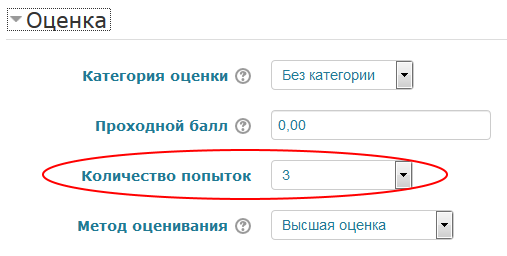 Оценка
Категория оценки Без категории
Проходной балл 0,00
Количество попыток 3
Метод оценивания Высшая оценка